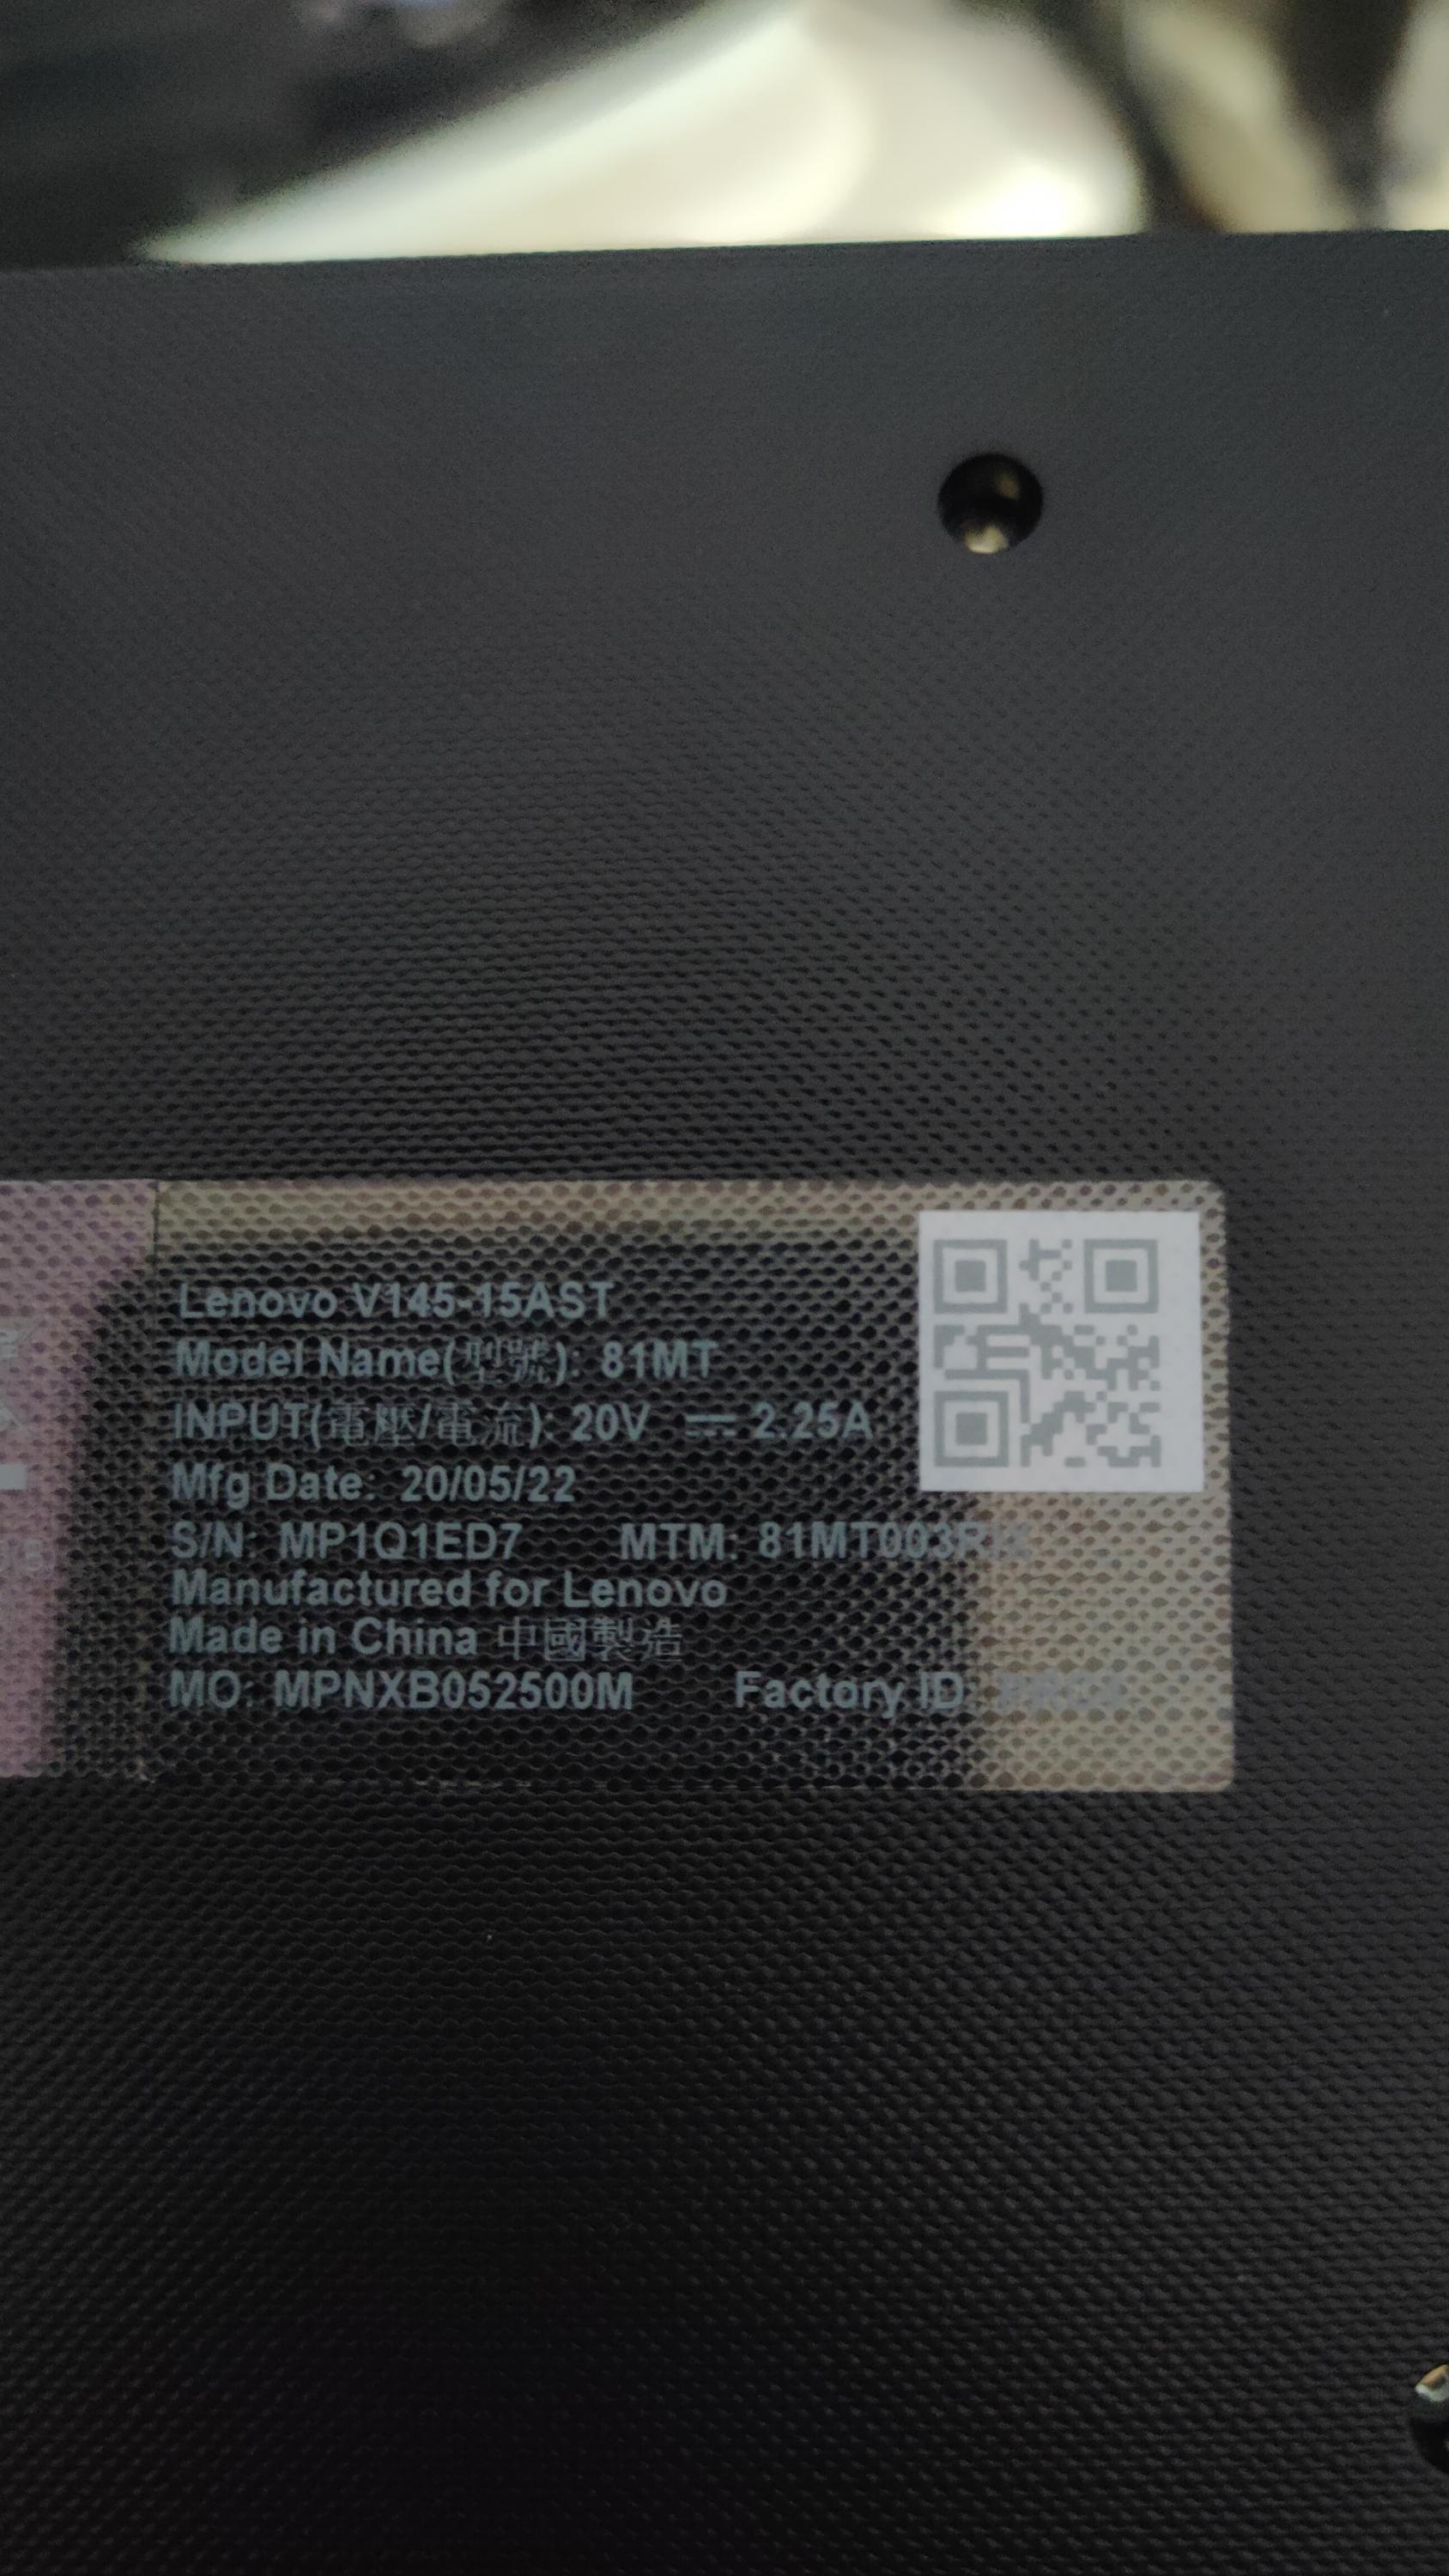 Lenovo V145-15AST
Model Name(型號): 81MT
INPUT(電壓/電流): 20V ⎓ 2.25A
Mfg Date: 20/05/22
S/N: MP1Q1ED7 MTM:
Manufactured for Lenovo
Made in China 中國製造
MO: MPNXB052500M Factory ID: